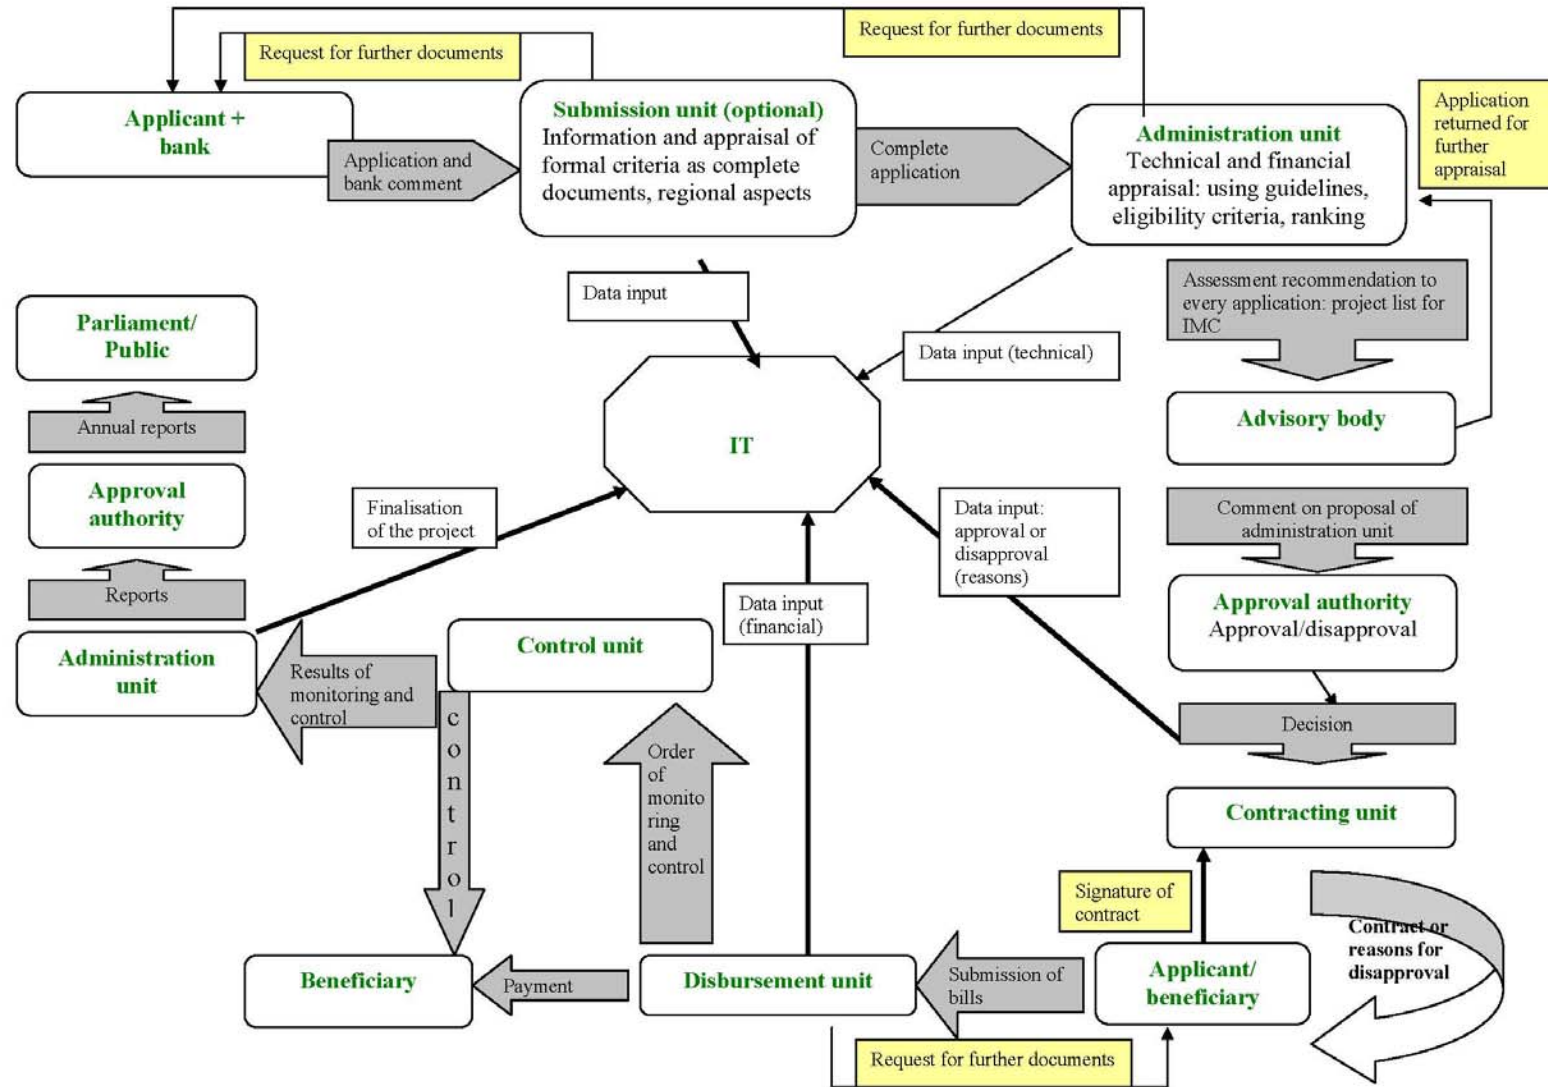 Request for further documents
Request for further documents
Applicant +
bank
Application and
bank comment
Submission unit (optional)
Information and appraisal of
formal criteria as complete
documents, regional aspects
Complete
application
Administration unit
Technical and financial
appraisal: using guidelines,
eligibility criteria, ranking
Application
returned for
further
appraisal
Data input
Data input (technical)
Assessment recommendation to
every application: project list for
IMC
Parliament/
Public
Annual reports
Approval
authority
Reports
Administration
unit
Finalisation
of the project
IT
Advisory body
Comment on proposal of
administration unit
Data input:
approval or
disapproval
(reasons)
Data input
(financial)
Approval authority
Approval/disapproval
Decision
Contracting unit
Control unit
Results of
monitoring and
control
c
o
n
t
r
o
l
Order
of
monito
ring
and
control
Signature of
contract
Contract or
reasons for
disapproval
Beneficiary
Payment
Disbursement unit
Submission of
bills
Applicant/
beneficiary
Request for further documents